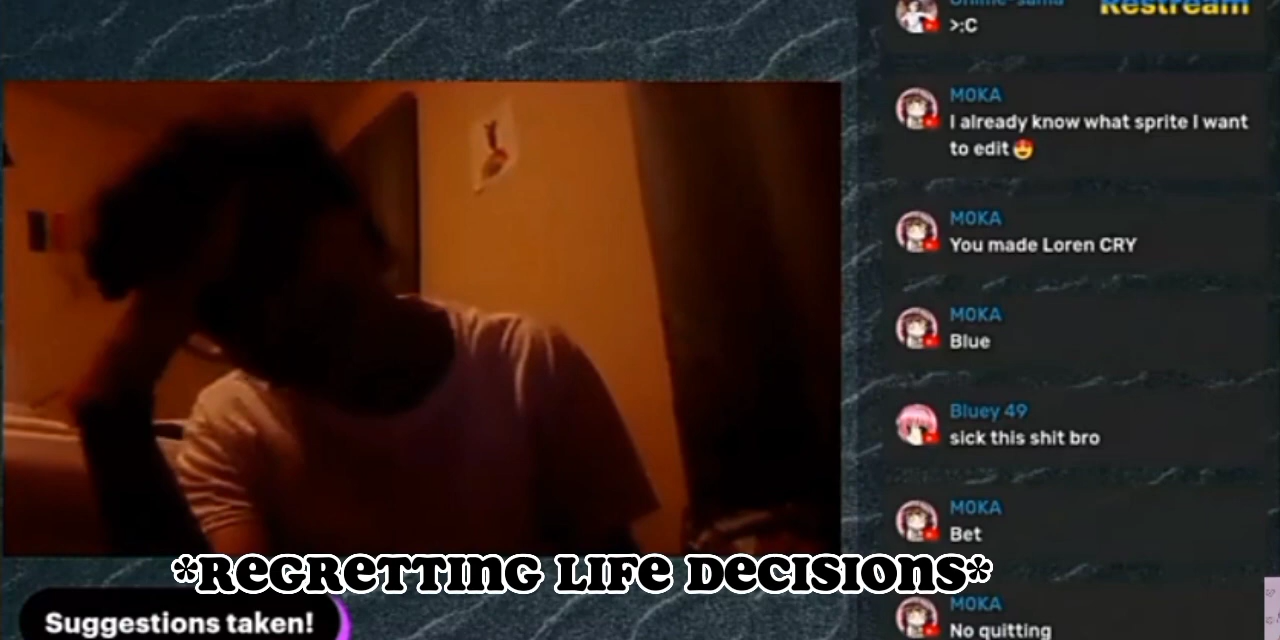 Restream
>:C
MOKA
I already know what sprite I want
to edit😍
MOKA
You made Loren CRY
MOKA
Blue
Bluey 49
sick this shit bro
MOKA
Bet
MOKA
No quitting
*REGRETTING LIFE DECISIONS*
Suggestions taken!